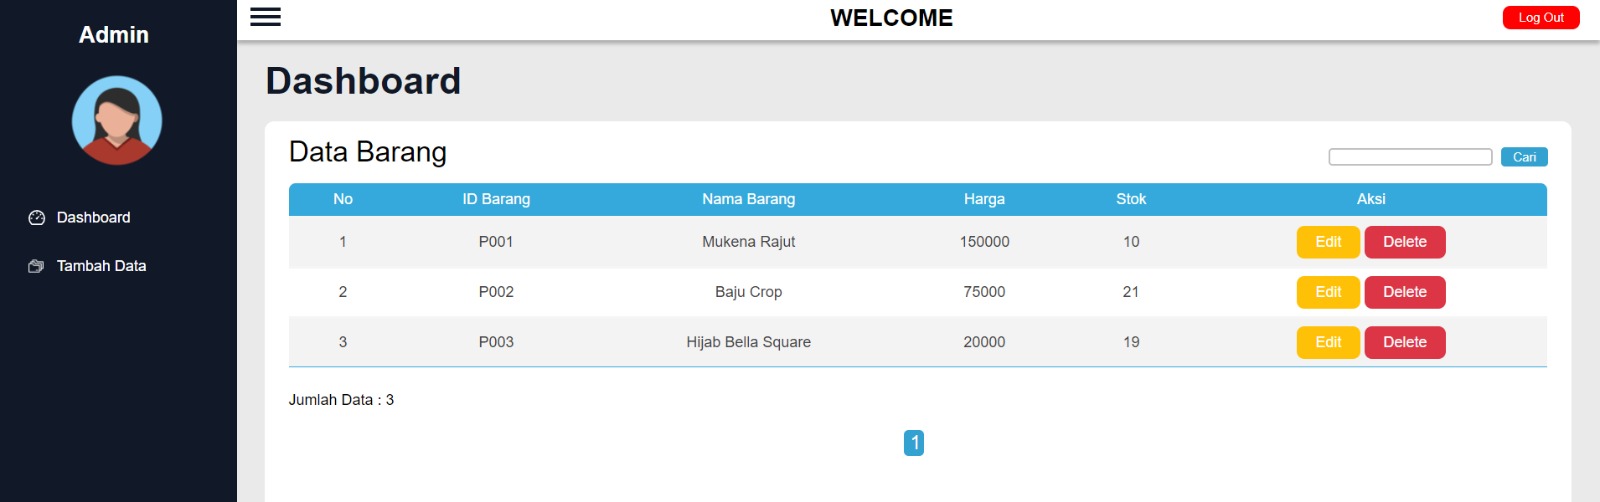 Admin
Dashboard
Tambah Data
WELCOME
Log Out
Dashboard
Data Barang
Cari
No ID Barang Nama Barang Harga Stok Aksi
1 P001 Mukena Rajut 150000 10 Edit Delete
2 P002 Baju Crop 75000 21 Edit Delete
3 P003 Hijab Bella Square 20000 19 Edit Delete
Jumlah Data : 3
1